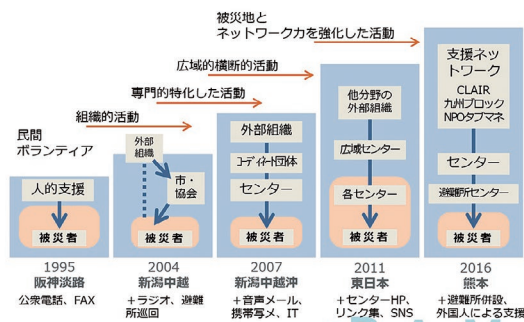 被災地と
ネットワーク力を強化した活動
広域的横断的活動
専門的特化した活動
組織的活動
民間
ボランティア
人的支援
被災者
外部
組織
市・
協会
被災者
外部組織
コーディネート団体
センター
被災者
他分野の
外部組織
広域センター
各センター
被災者
支援ネッ
トワーク
CLAIR
九州ブロック
NPOタブマネ
センター
避難所センター
被災者
1995
阪神淡路
公衆電話、FAX
2004
新潟中越
＋ラジオ、避難
所巡回
2007
新潟中越沖
＋音声メール、
携帯写メ、IT
2011
東日本
＋センターHP、
リンク集、SNS
2016
熊本
＋避難所併設、
外国人による支援